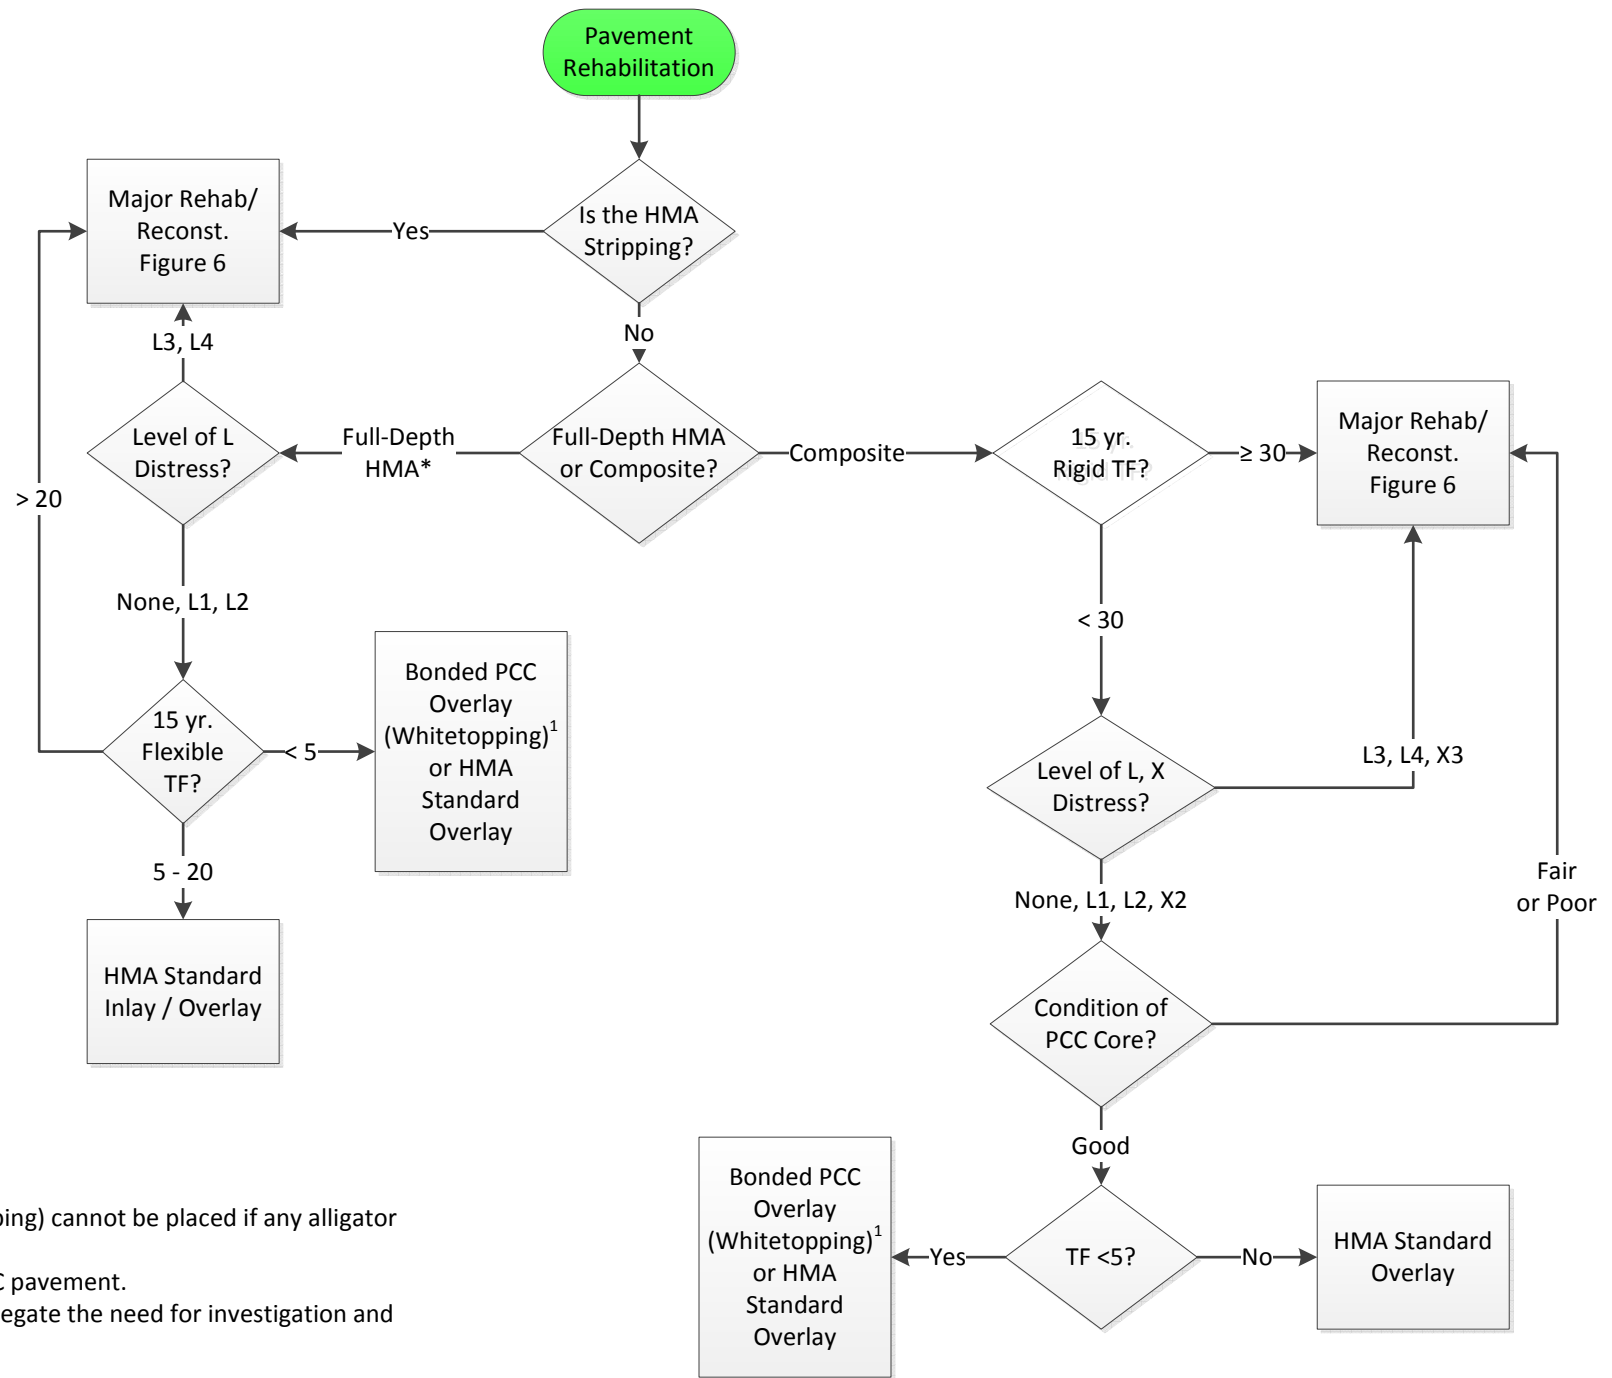 Pavement
Rehabilitation
Is the HMA
Stripping?
Yes
Major Rehab/
Reconst.
Figure 6
No
L3, L4
Full-Depth HMA
or Composite?
Full-Depth
HMA*
Level of L
Distress?
> 20
None, L1, L2
15 yr.
Flexible
TF?
< 5
Bonded PCC
Overlay
(Whitetopping)1
or HMA
Standard
Overlay
5 - 20
HMA Standard
Inlay / Overlay
Composite
15 yr.
Rigid TF?
≥ 30
Major Rehab/
Reconst.
Figure 6
< 30
Level of L, X
Distress?
L3, L4, X3
None, L1, L2, X2
Condition of
PCC Core?
Fair
or Poor
Good
TF <5?
Yes
Bonded PCC
Overlay
(Whitetopping)1
or HMA
Standard
Overlay
No
HMA Standard
Overlay
ing) cannot be placed if any alligator
pavement.
egate the need for investigation and